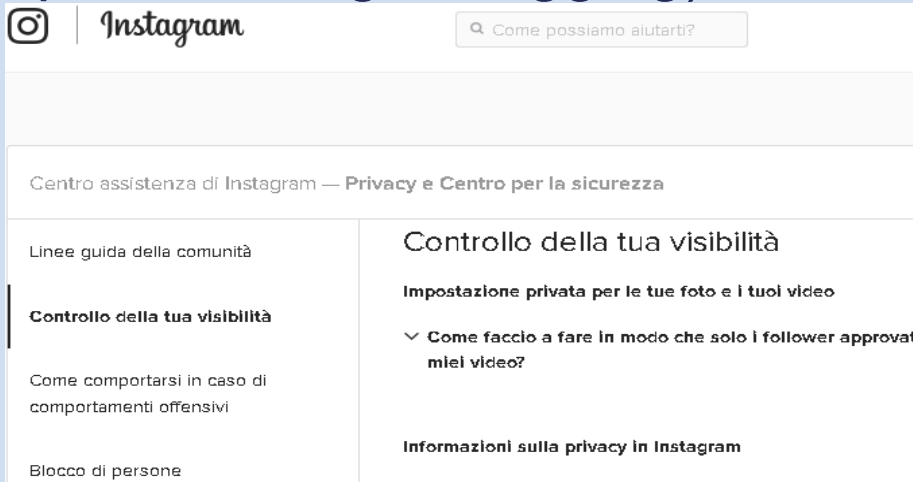 Instagram
Come possiamo aiutarti?
Centro assistenza di Instagram — Privacy e Centro per la sicurezza
Linee guida della comunità
Controllo della tua visibilità
Come comportarsi in caso di
comportamenti offensivi
Blocco di persone
Controllo della tua visibilità
Impostazione privata per le tue foto e i tuoi video
Come faccio a fare in modo che solo i follower approvat
miei video?
Informazioni sulla privacy in Instagram